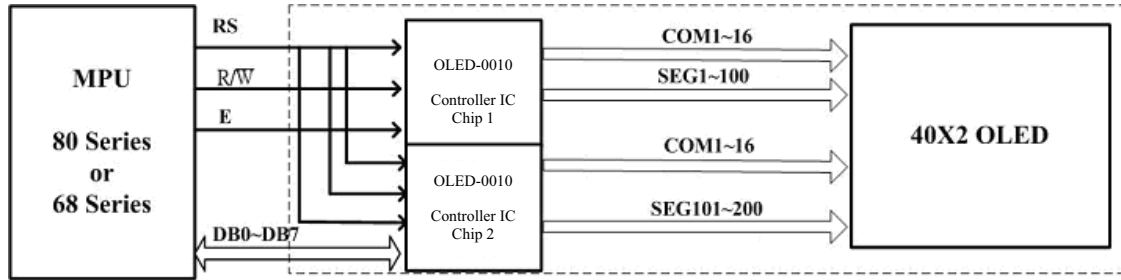 MPU
80 Series
or
68 Series
RS
R/W̅
E
DB0~DB7
OLED-0010
Controller IC
Chip 1
OLED-0010
Controller IC
Chip 2
COM1~16
SEG1~100
COM1~16
SEG101~200
40X2 OLED